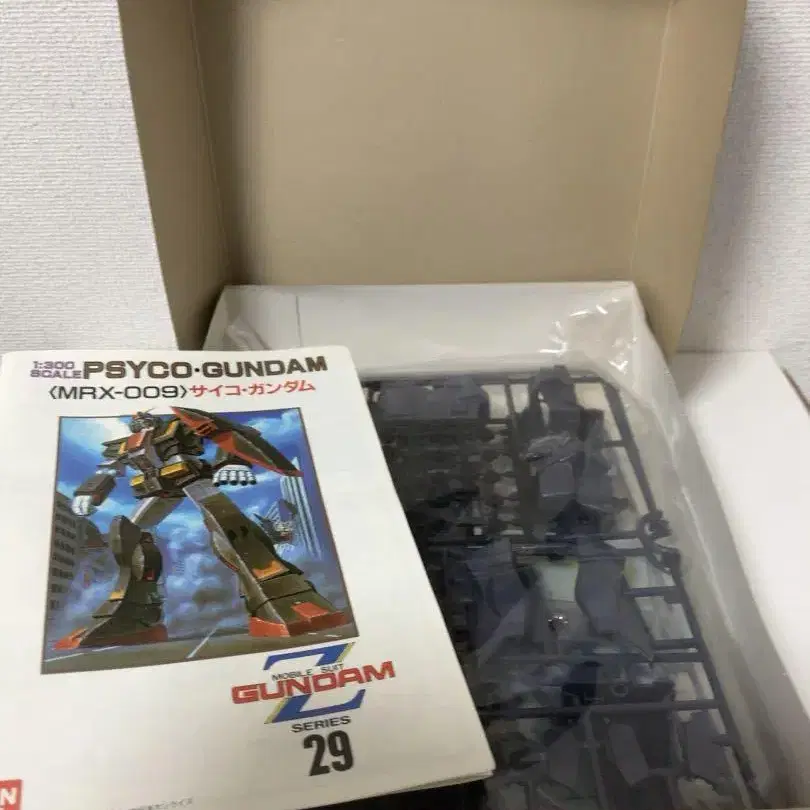 1:300
SCALE PSYCO·GUNDAM
〈MRX-009〉サイコ・ガンダム
MOBILE SUIT
GUNDAM
Z
SERIES
29